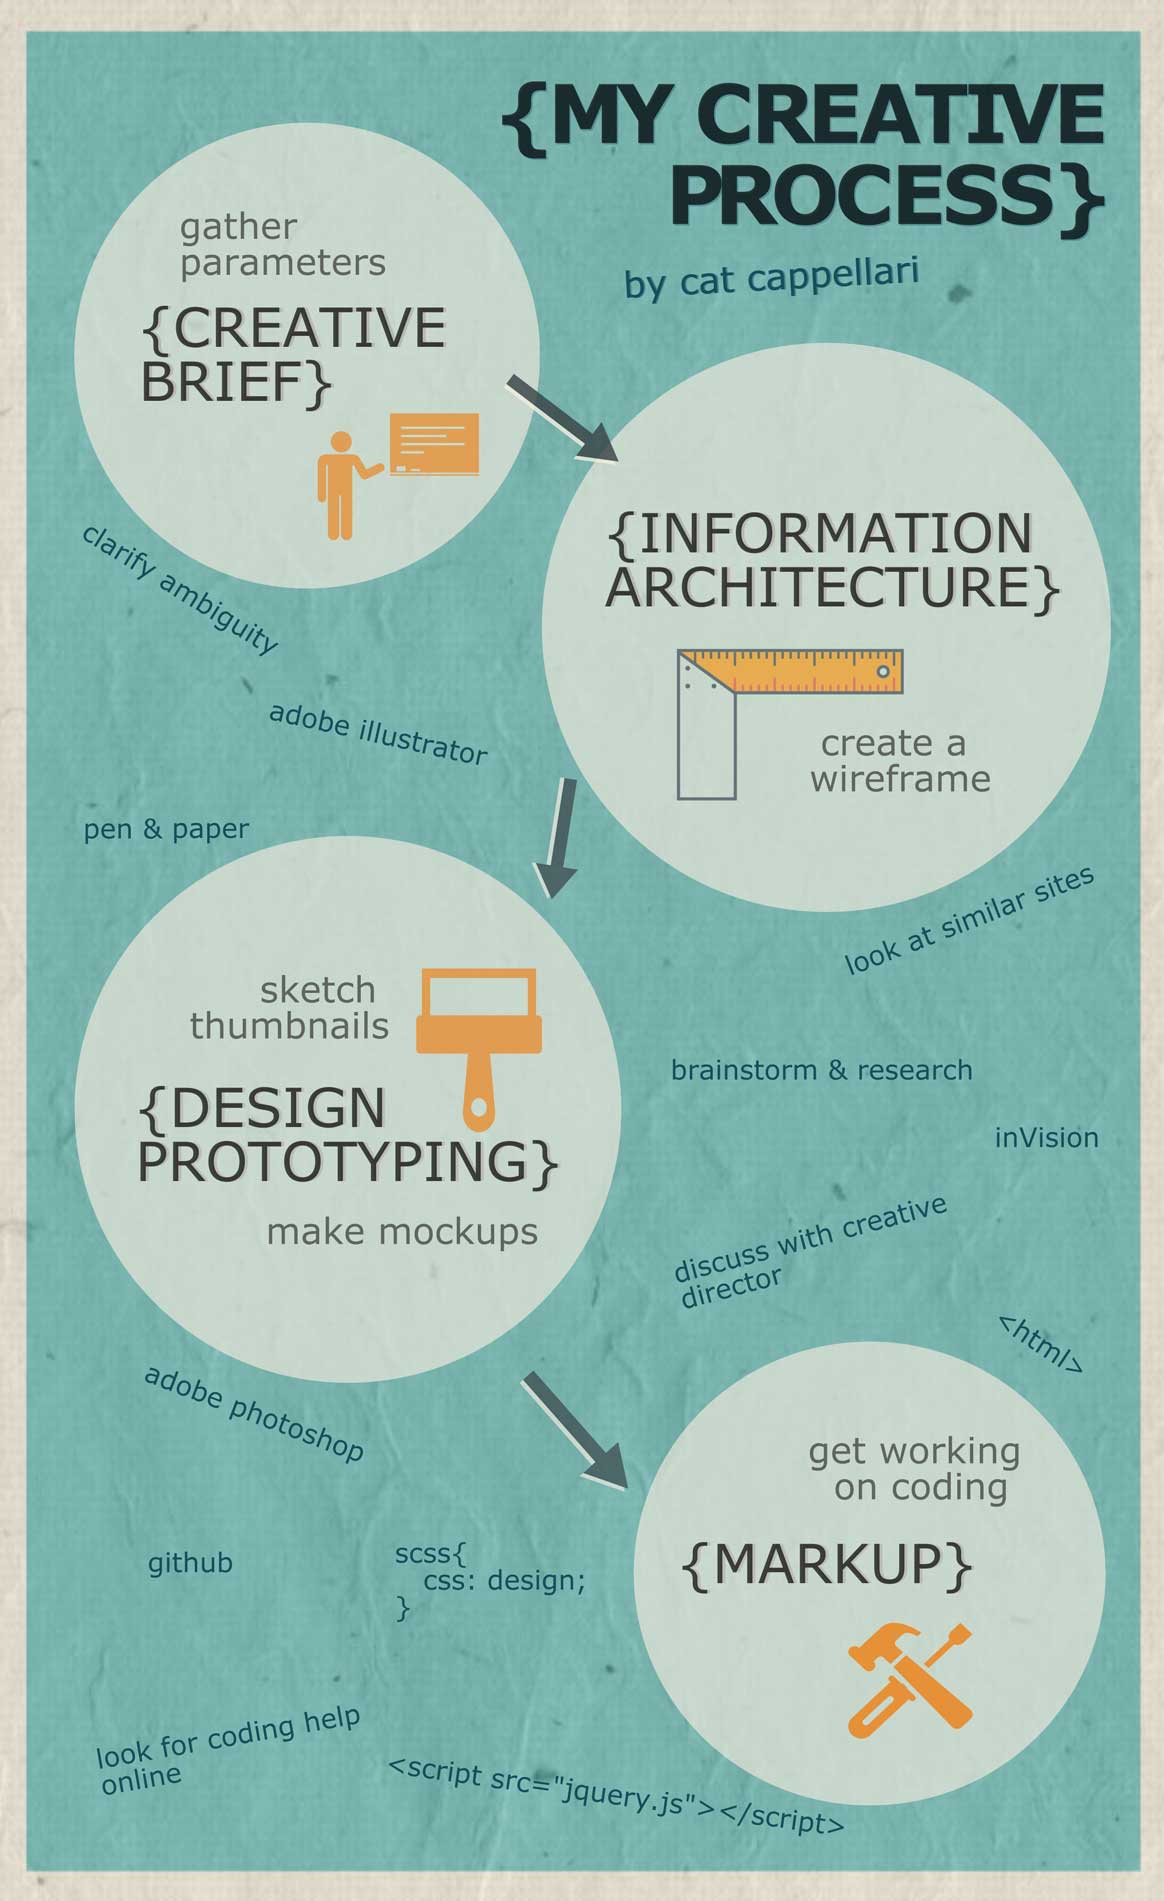 {MY CREATIVE
PROCESS}
by cat cappellari
gather
parameters
{CREATIVE
BRIEF}
clarify ambiguity
{INFORMATION
ARCHITECTURE}
create a
wireframe
adobe illustrator
pen & paper
look at similar sites
sketch
thumbnails
{DESIGN
PROTOTYPING}
make mockups
brainstorm & research
inVision
discuss with creative
director
<html>
adobe photoshop
get working
on coding
{MARKUP}
github
scss{
css: design;
}
look for coding help
online
<script src="jquery.js"></script>